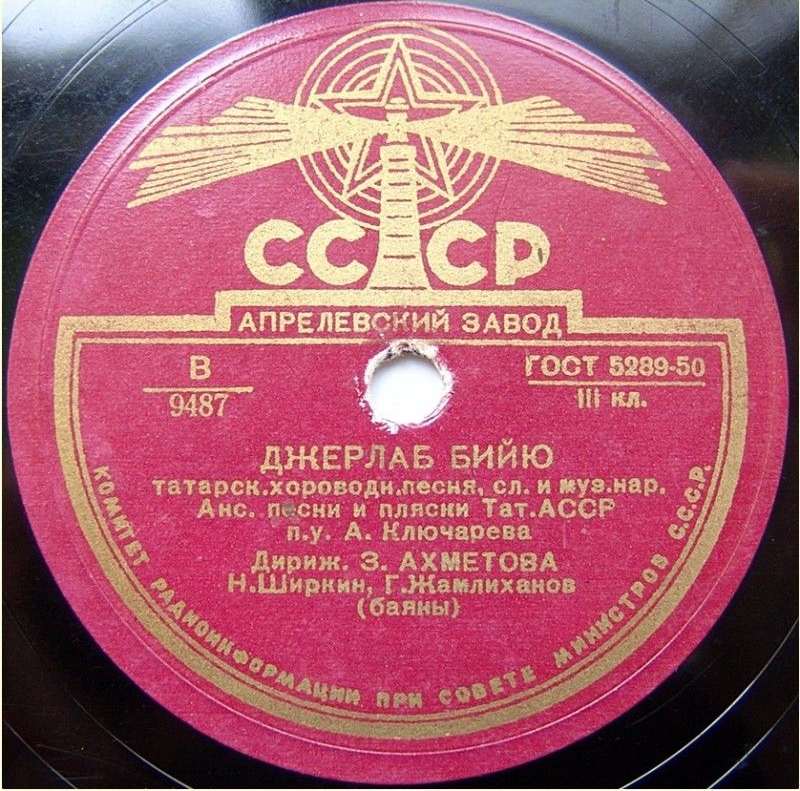 СССР
АПРЕЛЕВСКИЙ ЗАВОД
В
9487
ГОСТ 5289-50
III кл.
ДЖЕРЛАБ БИЙЮ
татарск.хороводн.песня, сл. и муз.нар.
Анс. песни и пляски Тат.АССР
п.у. А. Ключарева
Дириж. З. АХМЕТОВА
Н.Ширкин, Г.Жамлиханов
(баяны)
КОМИТЕТ РАДИОИНФОРМАЦИИ ПРИ СОВЕТЕ МИНИСТРОВ С.С.С.Р.